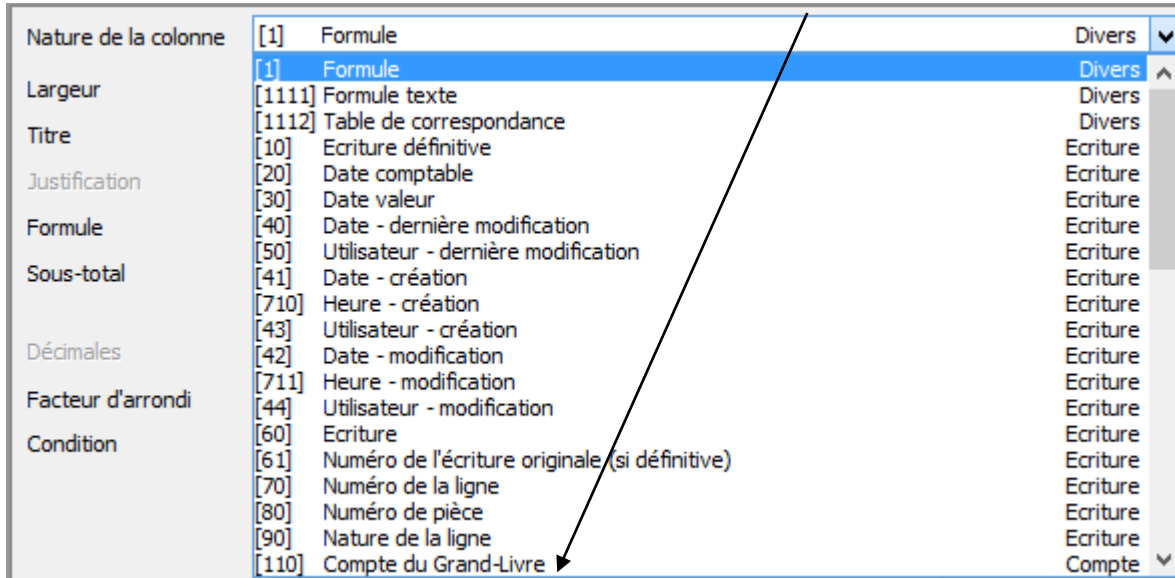 Nature de la colonne [1] Formule Divers
[1] Formule Divers
Largeur
[1111] Formule texte Divers
[1112] Table de correspondance Divers
Titre
[10] Ecriture définitive Ecriture
[20] Date comptable Ecriture
Justification
[30] Date valeur Ecriture
Formule
[40] Date - dernière modification Ecriture
[50] Utilisateur - dernière modification Ecriture
Sous-total
[41] Date - création Ecriture
[710] Heure - création Ecriture
[43] Utilisateur - création Ecriture
Décimales
[42] Date - modification Ecriture
[711] Heure - modification Ecriture
Facteur d'arrondi
[44] Utilisateur - modification Ecriture
[60] Ecriture Ecriture
Condition
[61] Numéro de l'écriture originale (si définitive) Ecriture
[70] Numéro de la ligne Ecriture
[80] Numéro de pièce Ecriture
[90] Nature de la ligne Ecriture
[110] Compte du Grand-Livre Compte